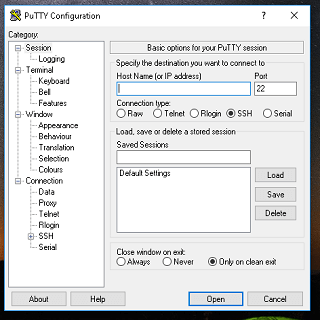 PuTTY Configuration
Category:
Session
Logging
Terminal
Keyboard
Bell
Features
Window
Appearance
Behaviour
Translation
Selection
Colours
Connection
Data
Proxy
Telnet
Rlogin
SSH
Serial
Basic options for your PuTTY session
Specify the destination you want to connect to
Host Name (or IP address) Port
22
Connection type:
Raw Telnet Rlogin SSH Serial
Load, save or delete a stored session
Saved Sessions
Default Settings
Load
Save
Delete
Close window on exit:
Always Never Only on clean exit
About Help Open Cancel